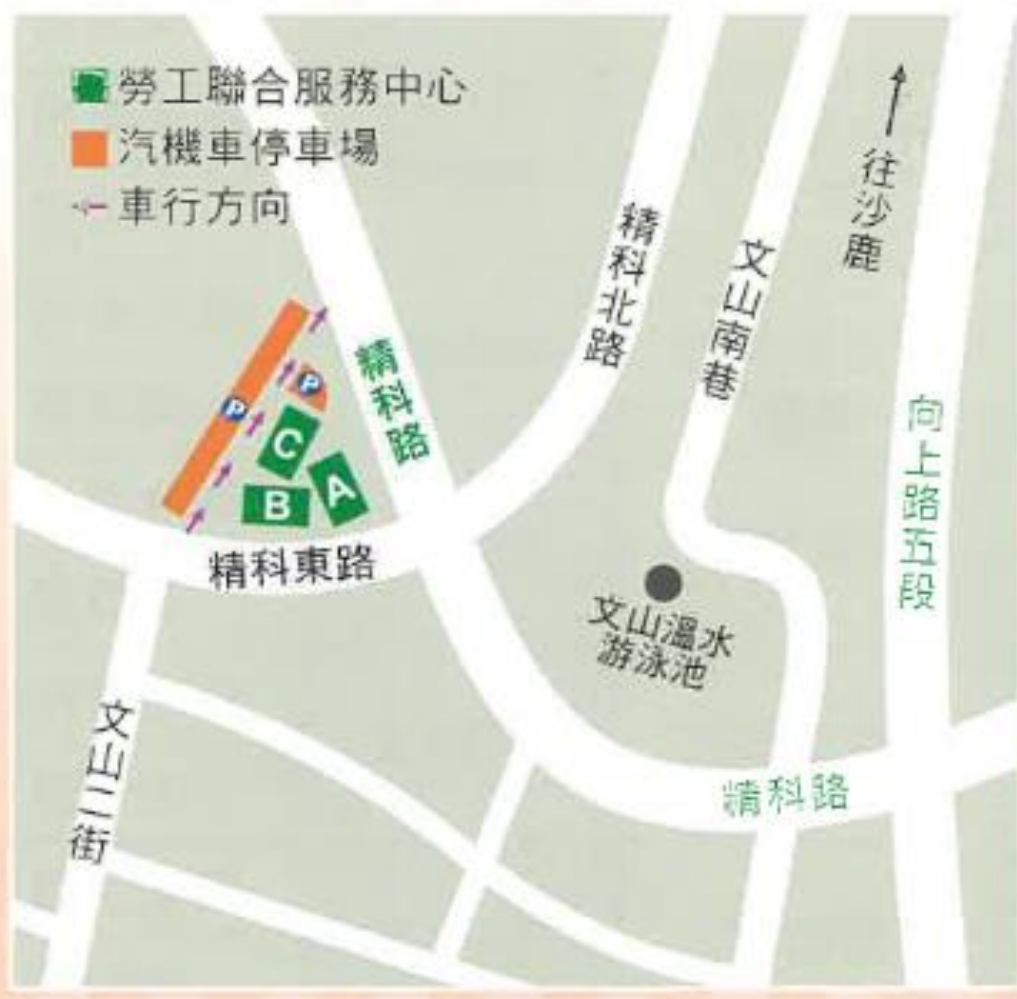 勞工聯合服務中心
汽機車停車場
車行方向
往沙鹿
精科北路
文山南巷
精科路
P
P
C
A
B
向上路五段
精科東路
文山溫水
游泳池
文山二街
精科路